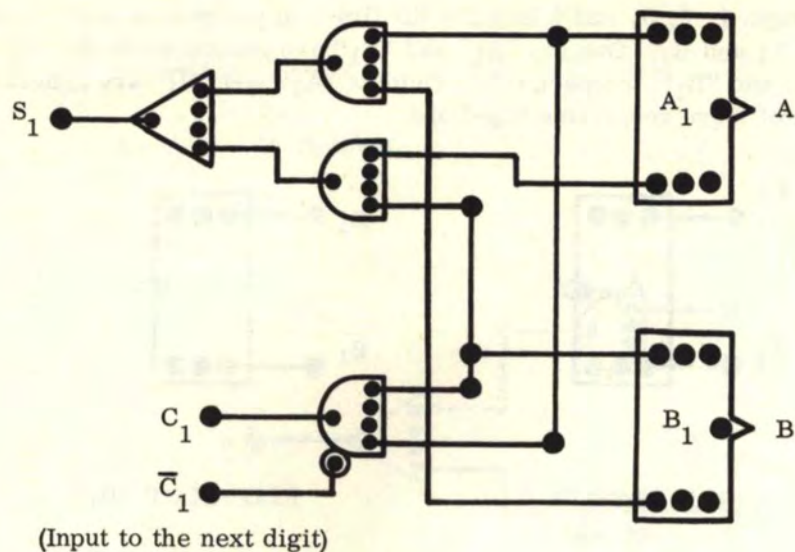 S1
A1
A
B1
B
C1
C̅1
(Input to the next digit)